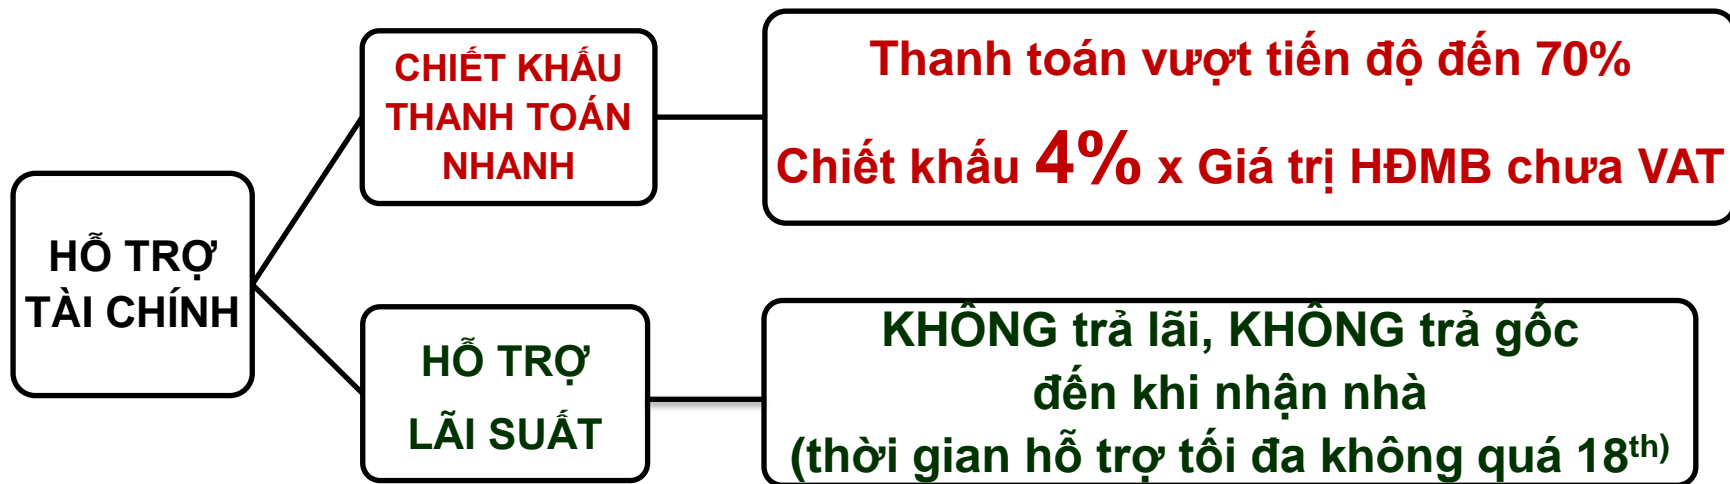 HỖ TRỢ
TÀI CHÍNH
CHIẾT KHẤU
THANH TOÁN
NHANH
Thanh toán vượt tiến độ đến 70%
Chiết khấu 4% x Giá trị HĐMB chưa VAT
HỖ TRỢ
LÃI SUẤT
KHÔNG trả lãi, KHÔNG trả gốc
đến khi nhận nhà
(thời gian hỗ trợ tối đa không quá 18th)